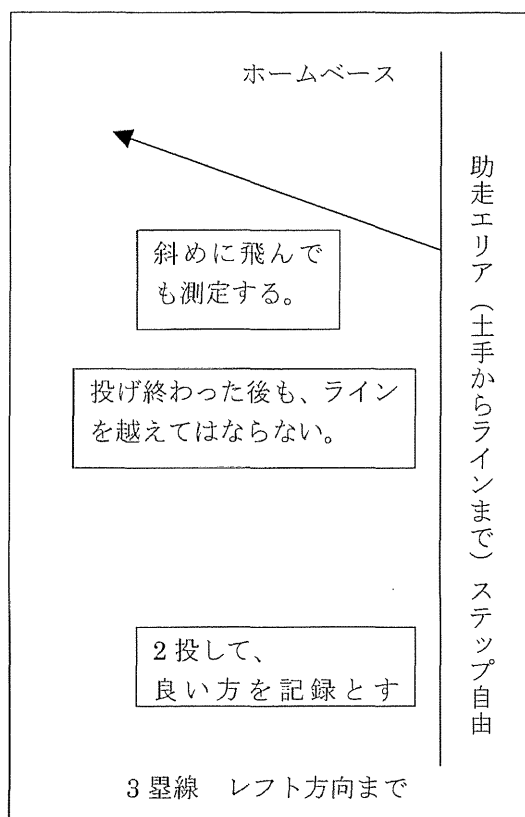 ホームベース
助走エリア（土手からラインまで）ステップ自由
斜めに飛んで
も測定する。
投げ終わった後も、ライン
を越えてはならない。
2投して、
良い方を記録とす
3塁線　レフト方向まで